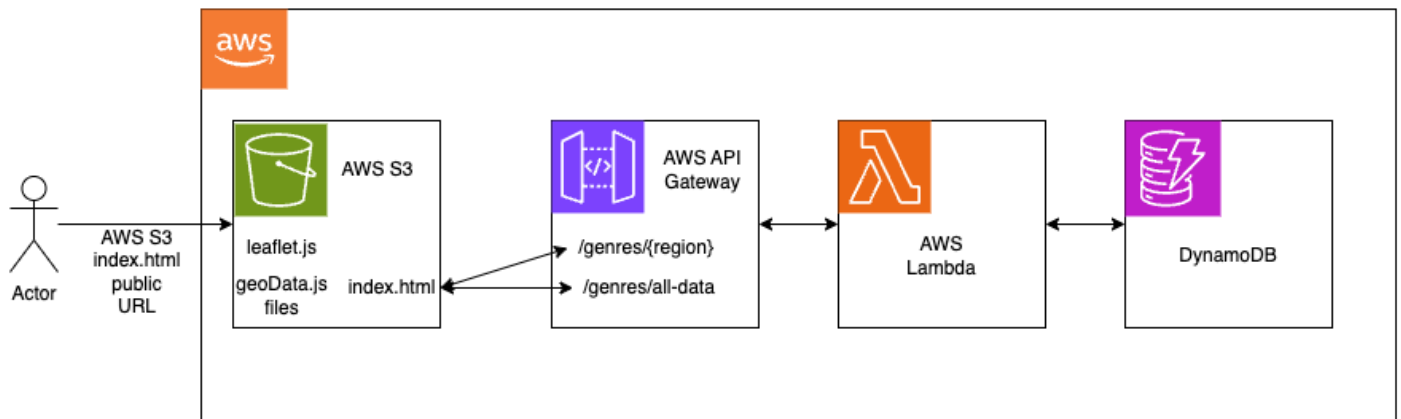 aws
AWS S3
AWS API
Gateway
</>
leaflet.js
geoData.js
files
index.html
/genres/{region}
/genres/all-data
AWS
Lambda
DynamoDB
AWS S3
index.html
public
URL
Actor